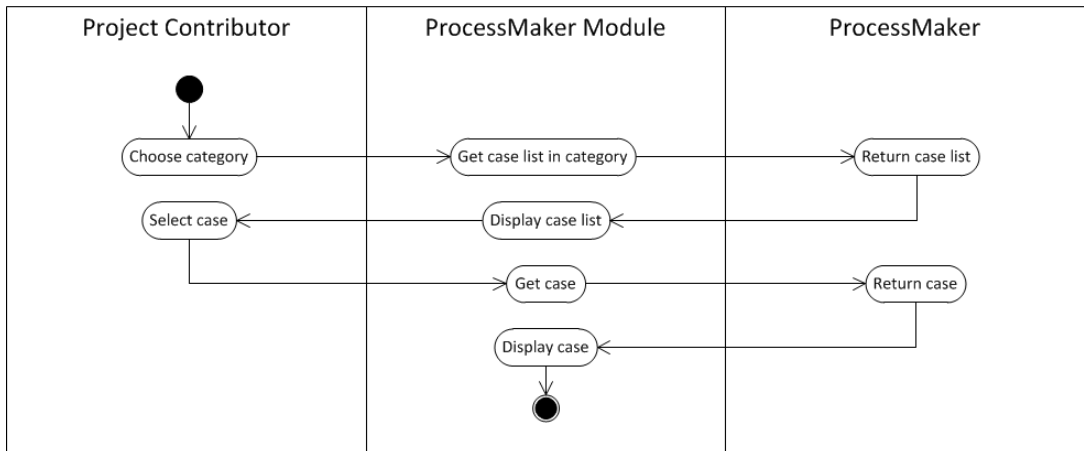 Project Contributor
ProcessMaker Module
ProcessMaker
Choose category
Get case list in category
Return case list
Select case
Display case list
Get case
Return case
Display case